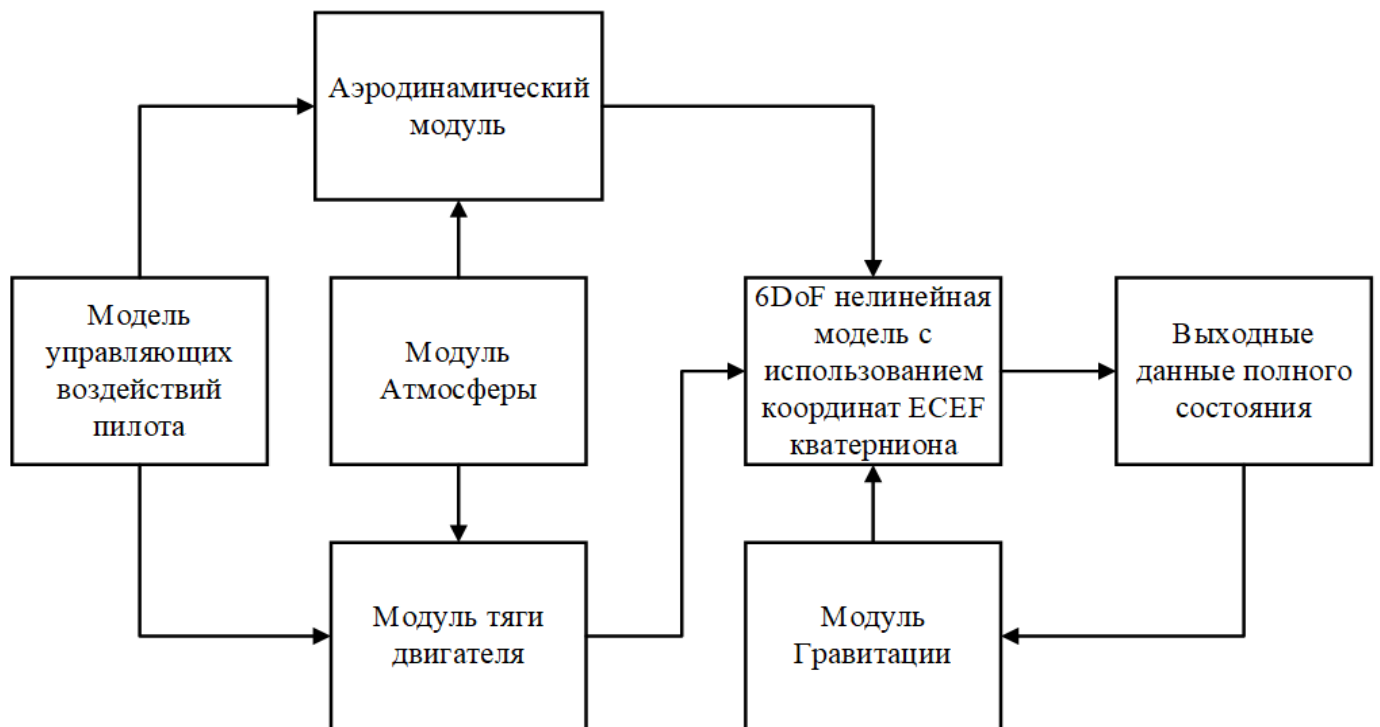 Аэродинамический
модуль
Модель
управляющих
воздействий
пилота
Модуль
Атмосферы
6DoF нелинейная
модель с
использованием
координат ECEF
кватерниона
Выходные
данные полного
состояния
Модуль тяги
двигателя
Модуль
Гравитации